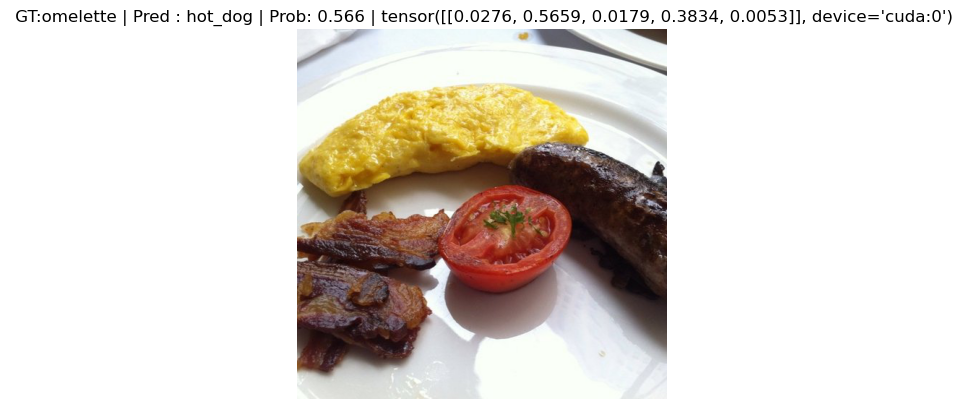 GT:omelette | Pred : hot_dog | Prob: 0.566 | tensor([[0.0276, 0.5659, 0.0179, 0.3834, 0.0053]], device='cuda:0')